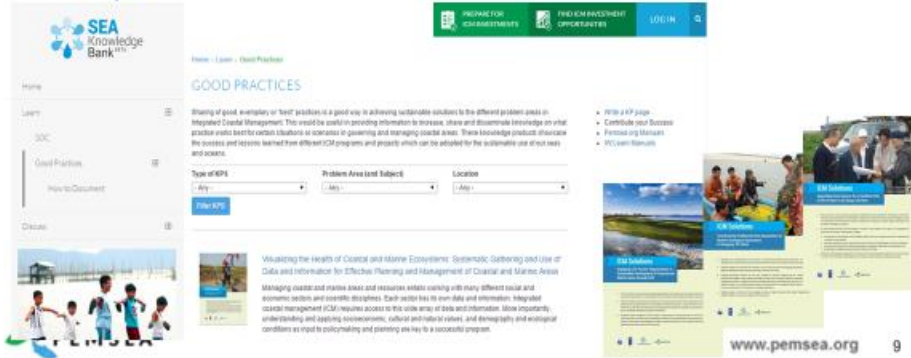 SEA
Knowledge
Bank
PREPARE FOR
ICM INVESTMENTS
FIND ICM INVESTMENT
OPPORTUNITIES
LOG IN
Home
Learn
SOC
Good Practices
How to Document
Discuss
Home › Learn › Good Practices
GOOD PRACTICES
Sharing of good, exemplary or 'best' practices is a good way to achieving sustainable solutions to the different problem areas in
Integrated Coastal Management. This would be useful in providing information to increase, share and disseminate knowledge on what
practice works best for certain situations or scenarios in governing and managing coastal areas. These knowledge products showcase
the success and lessons learned from different ICM programs and projects which can be adopted for the sustainable use of our seas
and oceans.
Write a KP page
Contribute your Success
Pemsea.org Manuals
IW:Learn Manuals
Type of KPS
Problem Area (and Subject)
Location
- Any -
- Any -
- Any -
Filter KPS
Visualizing the Health of Coastal and Marine Ecosystems: Systematic Gathering and Use of
Data and Information for Effective Planning and Management of Coastal and Marine Areas
Managing coastal and marine areas and resources entails working with many different social and
economic sectors and scientific disciplines. Each sector has its own data and information. Integrated
coastal management (ICM) requires access to this wide array of data and information. More importantly,
understanding and applying socioeconomic, cultural and natural values, and demography and ecological
conditions as input to policymaking and planning are key to a successful program.
ICM Solutions
ICM Solutions
ICM Solutions
PEMSEA
www.pemsea.org
9